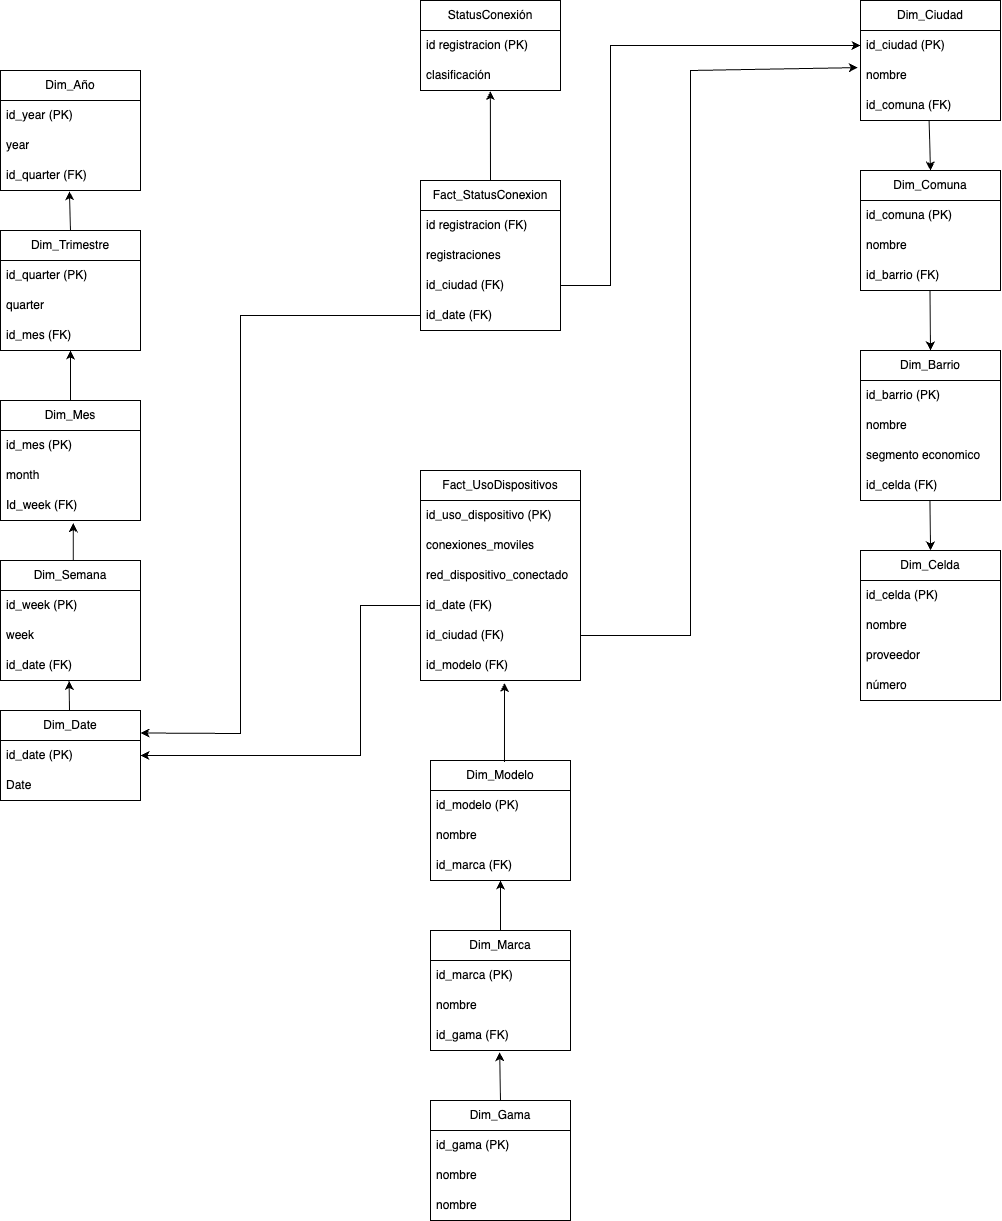 StatusConexión
id registracion (PK)
clasificación
Dim_Ciudad
id_ciudad (PK)
nombre
id_comuna (FK)
Dim_Año
id_year (PK)
year
id_quarter (FK)
Fact_StatusConexion
id registracion (FK)
registraciones
id_ciudad (FK)
id_date (FK)
Dim_Comuna
id_comuna (PK)
nombre
id_barrio (FK)
Dim_Trimestre
id_quarter (PK)
quarter
id_mes (FK)
Dim_Barrio
id_barrio (PK)
nombre
segmento economico
id_celda (FK)
Dim_Mes
id_mes (PK)
month
Id_week (FK)
Fact_UsoDispositivos
id_uso_dispositivo (PK)
conexiones_moviles
red_dispositivo_conectado
id_date (FK)
id_ciudad (FK)
id_modelo (FK)
Dim_Celda
id_celda (PK)
nombre
proveedor
número
Dim_Semana
id_week (PK)
week
id_date (FK)
Dim_Date
id_date (PK)
Date
Dim_Modelo
id_modelo (PK)
nombre
id_marca (FK)
Dim_Marca
id_marca (PK)
nombre
id_gama (FK)
Dim_Gama
id_gama (PK)
nombre
nombre